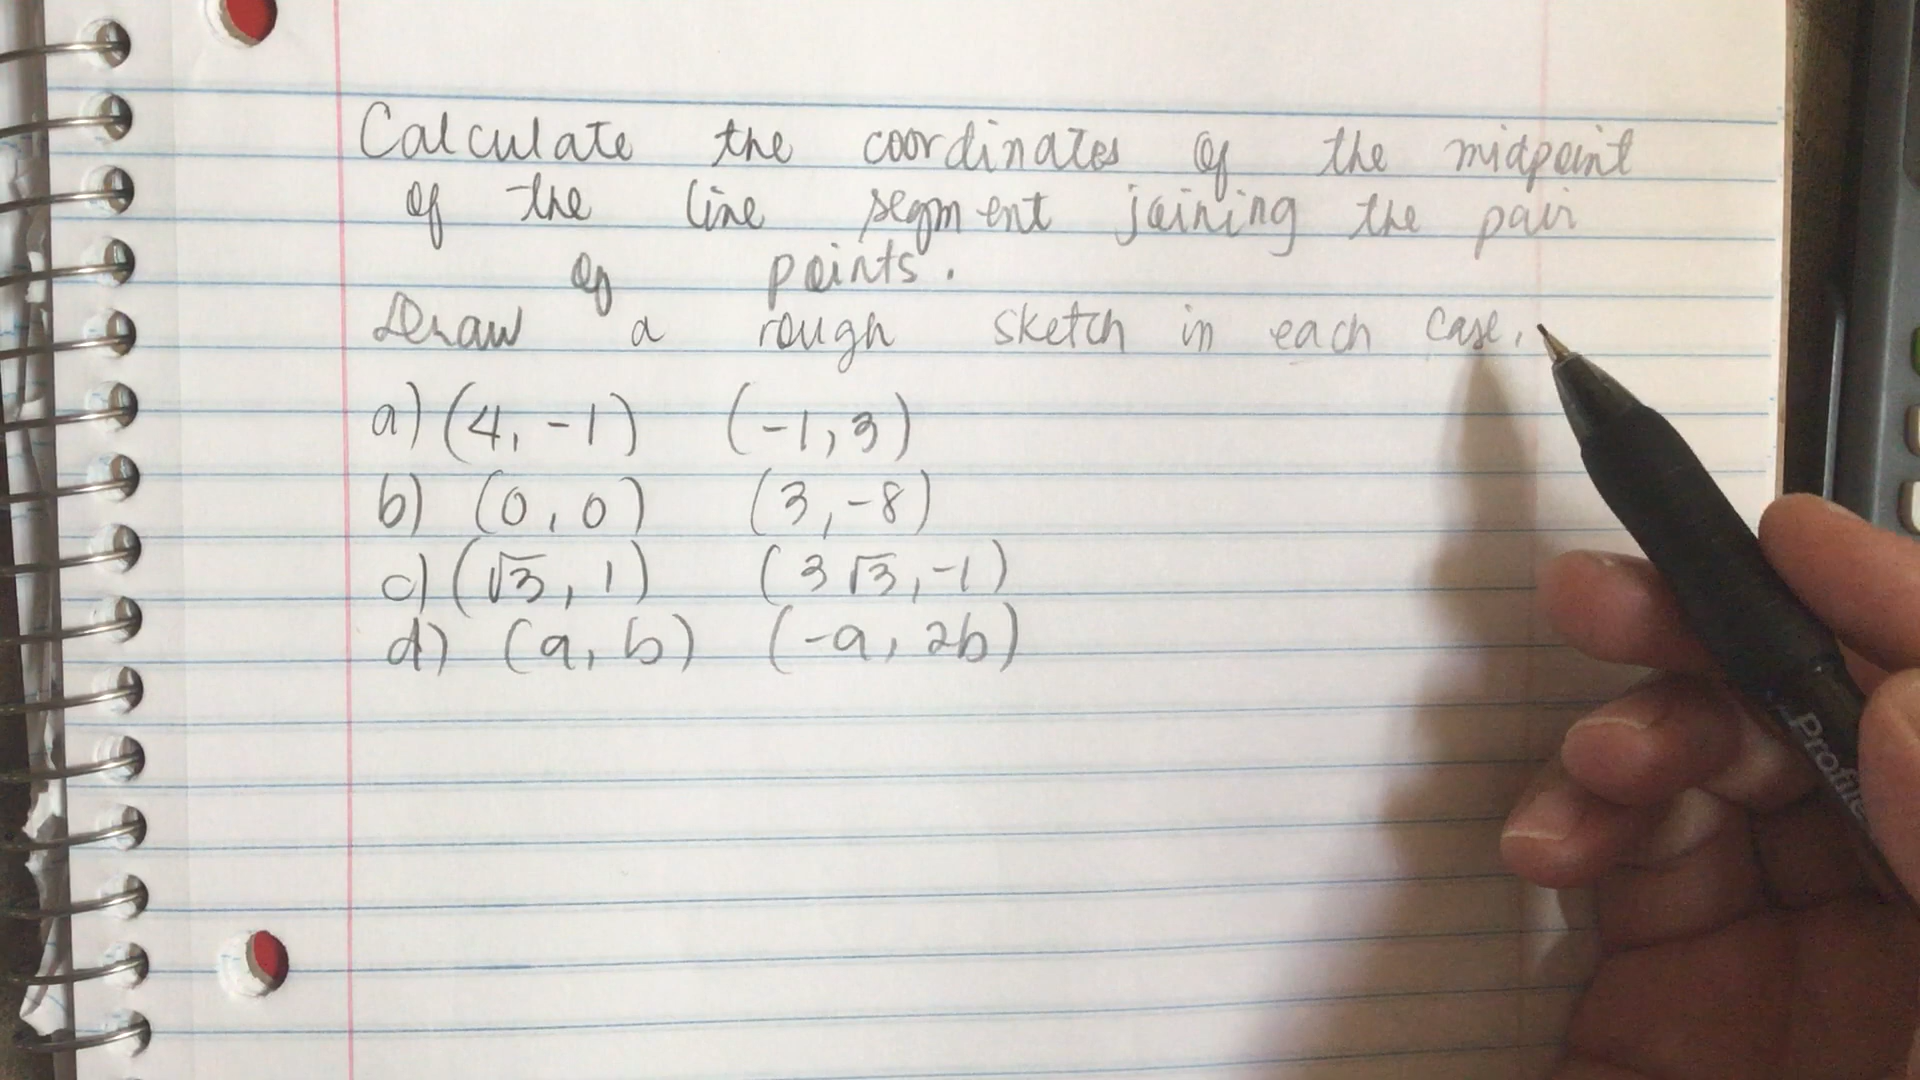 Calculate the coordinates of the midpoint
of the line segment joining the pair
of points.
Draw a rough sketch in each case.
a) (4, -1) (-1, 3)
b) (0, 0) (3, -8)
c) (√3, 1) (3√3, -1)
d) (a, b) (-a, 2b)
Profile